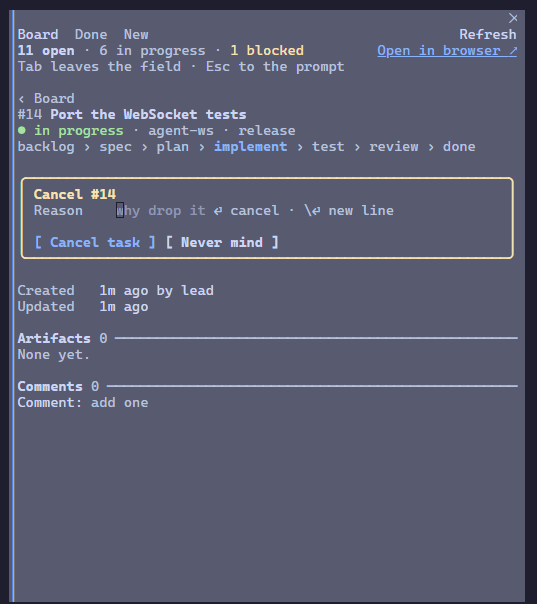 ×
Board Done New Refresh
11 open · 6 in progress · 1 blocked Open in browser ↗
Tab leaves the field · Esc to the prompt
‹ Board
#14 Port the WebSocket tests
● in progress · agent-ws · release
backlog › spec › plan › implement › test › review › done
Cancel #14
Reason why drop it ⏎ cancel · \⏎ new line
[ Cancel task ] [ Never mind ]
Created 1m ago by lead
Updated 1m ago
Artifacts 0
None yet.
Comments 0
Comment: add one